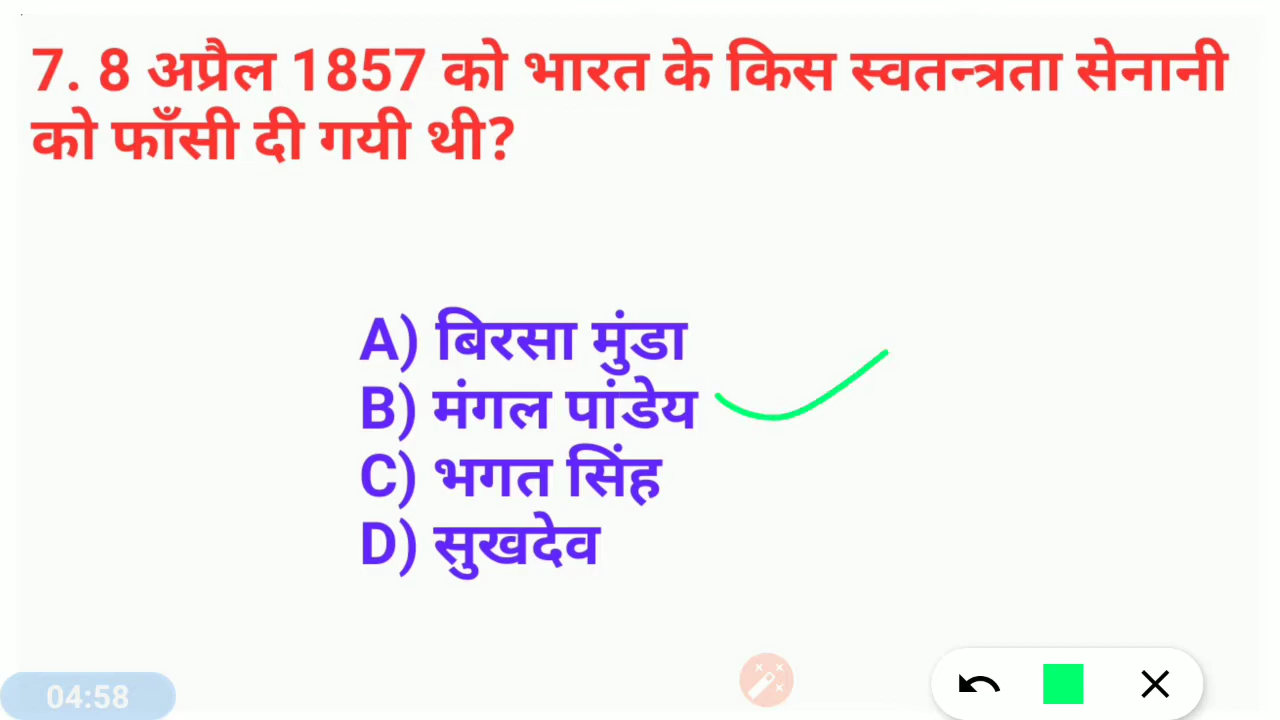 7. 8 अप्रैल 1857 को भारत के किस स्वतन्त्रता सेनानी
को फाँसी दी गयी थी?
A) बिरसा मुंडा
B) मंगल पांडेय
C) भगत सिंह
D) सुखदेव
04:58